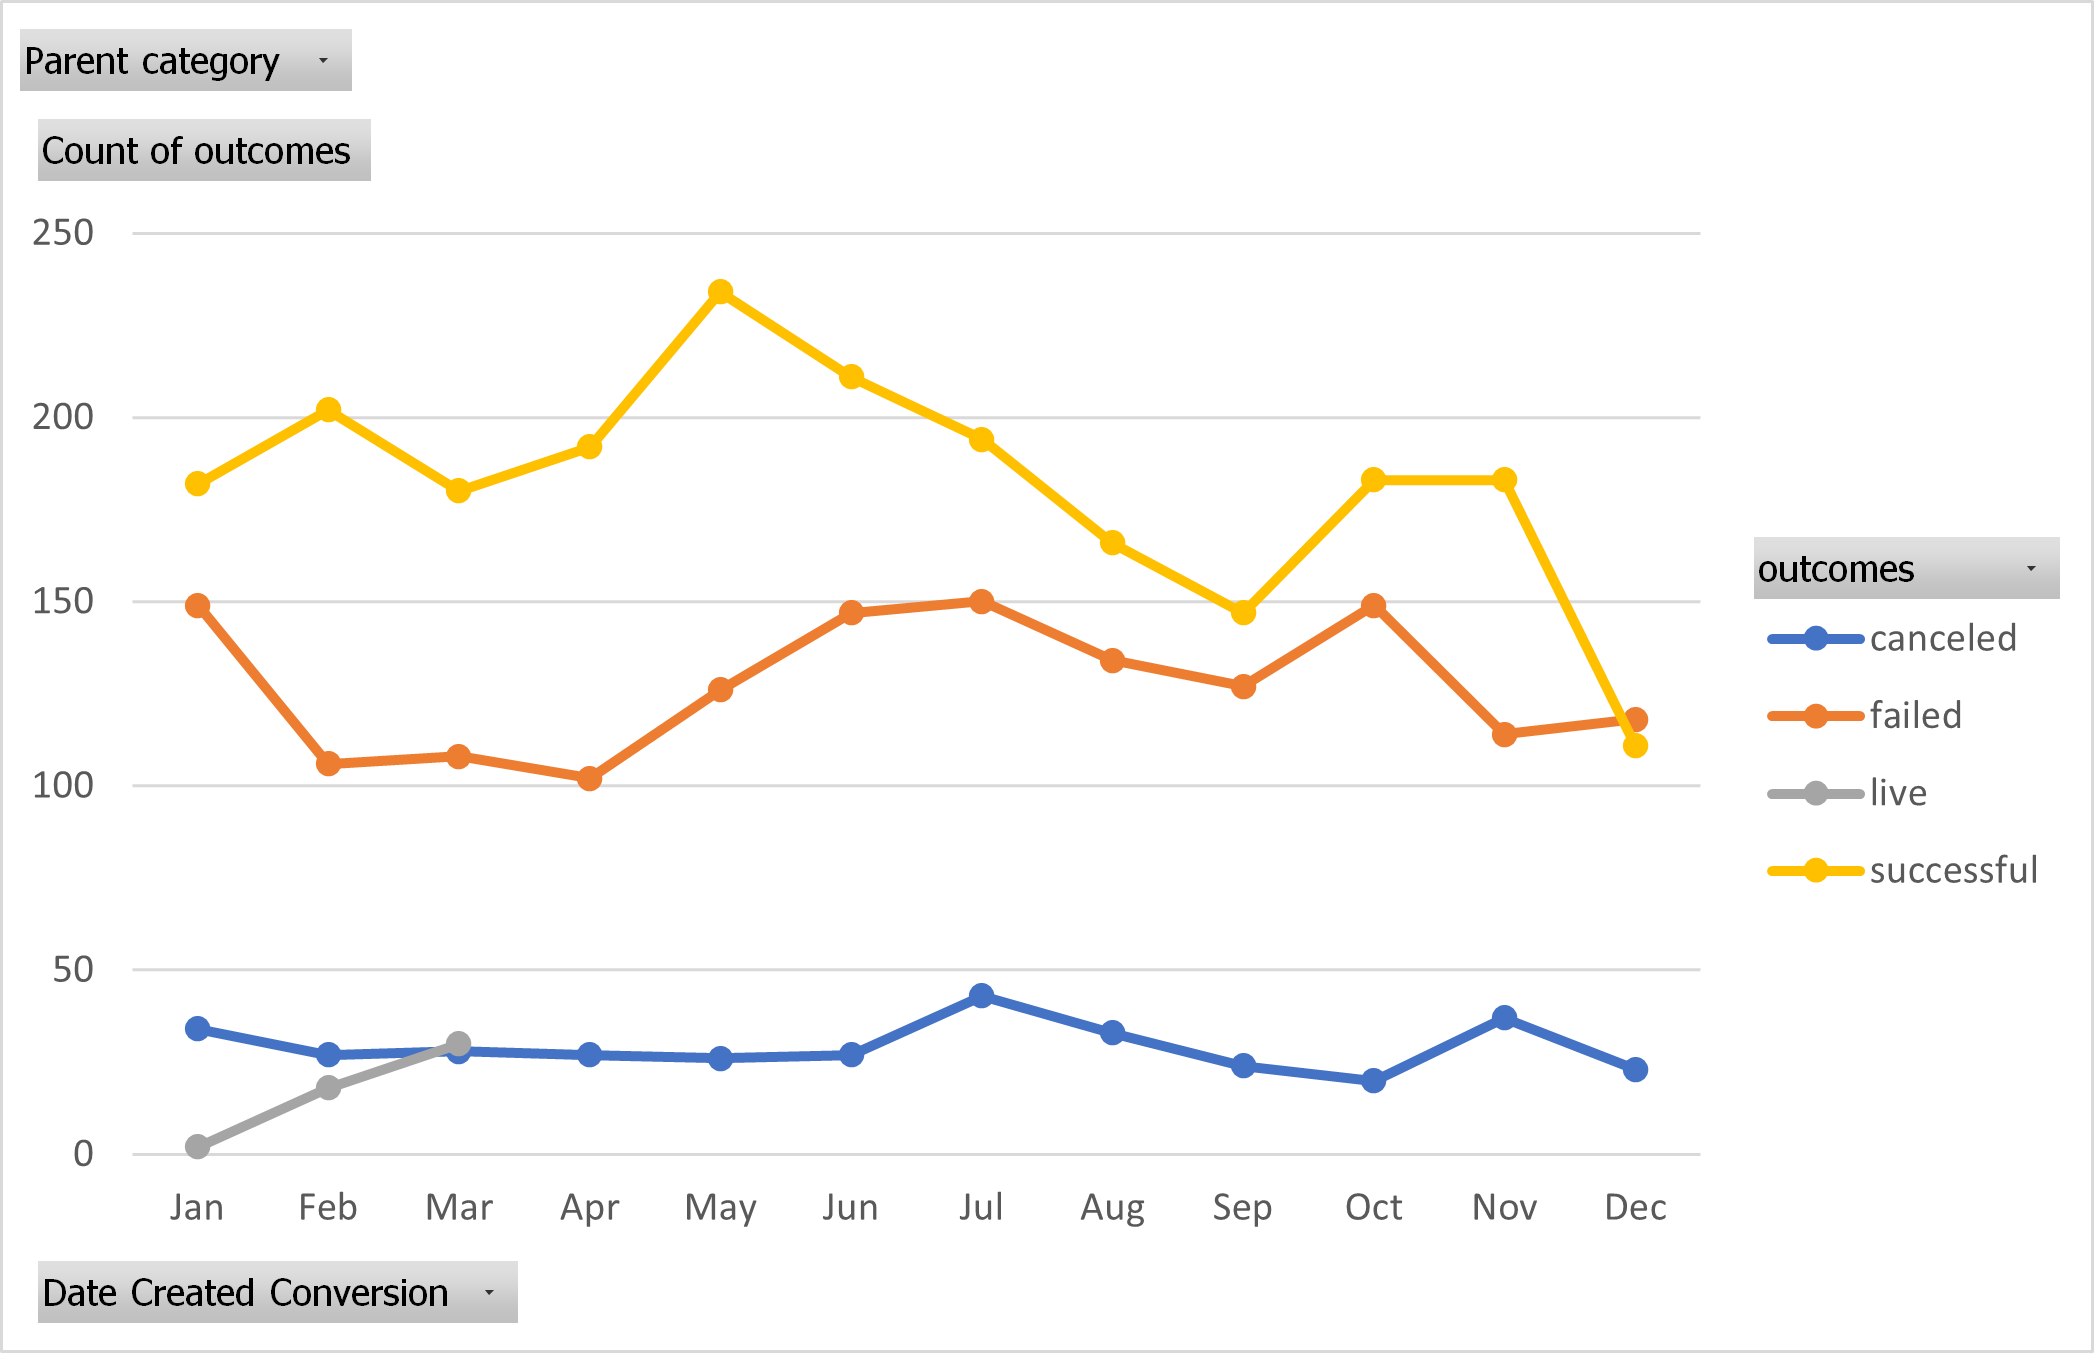 Parent category
Count of outcomes
250
200
150
100
50
0
Jan Feb Mar Apr May Jun Jul Aug Sep Oct Nov Dec
Date Created Conversion
outcomes
canceled
failed
live
successful